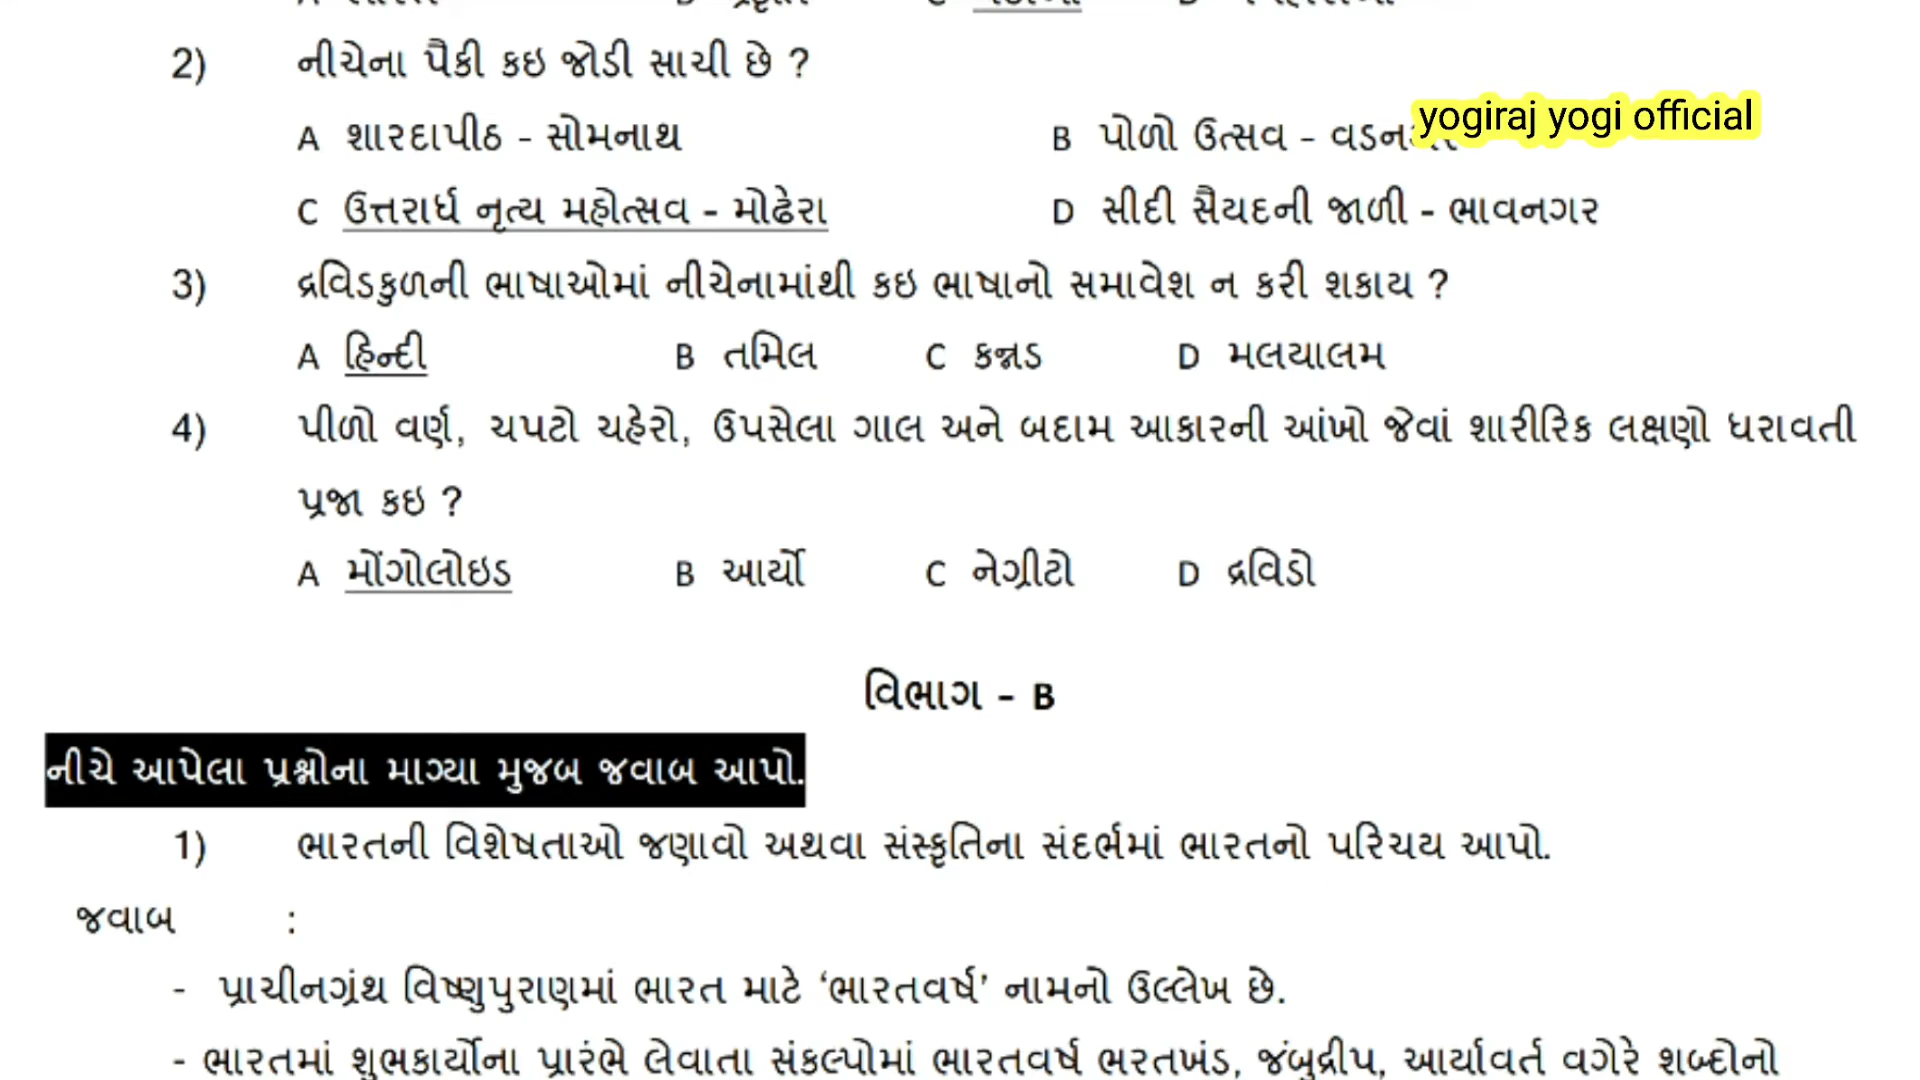 2) નીચેના પૈકી કઇ જોડી સાચી છે ?
yogiraj yogi official
A શારદાપીઠ - સોમનાથ B પોળો ઉત્સવ -
C ઉત્તરાર્ધ નૃત્ય મહોત્સવ - મોઢેરા D સીદી સૈયદની જાળી - ભાવનગર
3) દ્રવિડકુળની ભાષાઓમાં નીચેનામાંથી કઇ ભાષાનો સમાવેશ ન કરી શકાય ?
A હિન્દી B તમિલ C કન્નડ D મલયાલમ
4) પીળો વર્ણ, ચપટો ચહેરો, ઉપસેલા ગાલ અને બદામ આકારની આંખો જેવાં શારીરિક લક્ષણો ધરાવતી
પ્રજા કઇ ?
A મોંગોલોઇડ B આર્યો C નેગ્રીટો D દ્રવિડો
વિભાગ - B
નીચે આપેલા પ્રશ્નોના માગ્યા મુજબ જવાબ આપો.
1) ભારતની વિશેષતાઓ જણાવો અથવા સંસ્કૃતિના સંદર્ભમાં ભારતનો પરિચય આપો.
જવાબ :
- પ્રાચીનગ્રંથ વિષ્ણુપુરાણમાં ભારત માટે ‘ભારતવર્ષ’ નામનો ઉલ્લેખ છે.
- ભારતમાં શુભકાર્યોના પ્રારંભે લેવાતા સંકલ્પોમાં ભારતવર્ષ ભરતખંડ, જંબુદ્રીપ, આર્યાવર્ત વગેરે શબ્દોનો